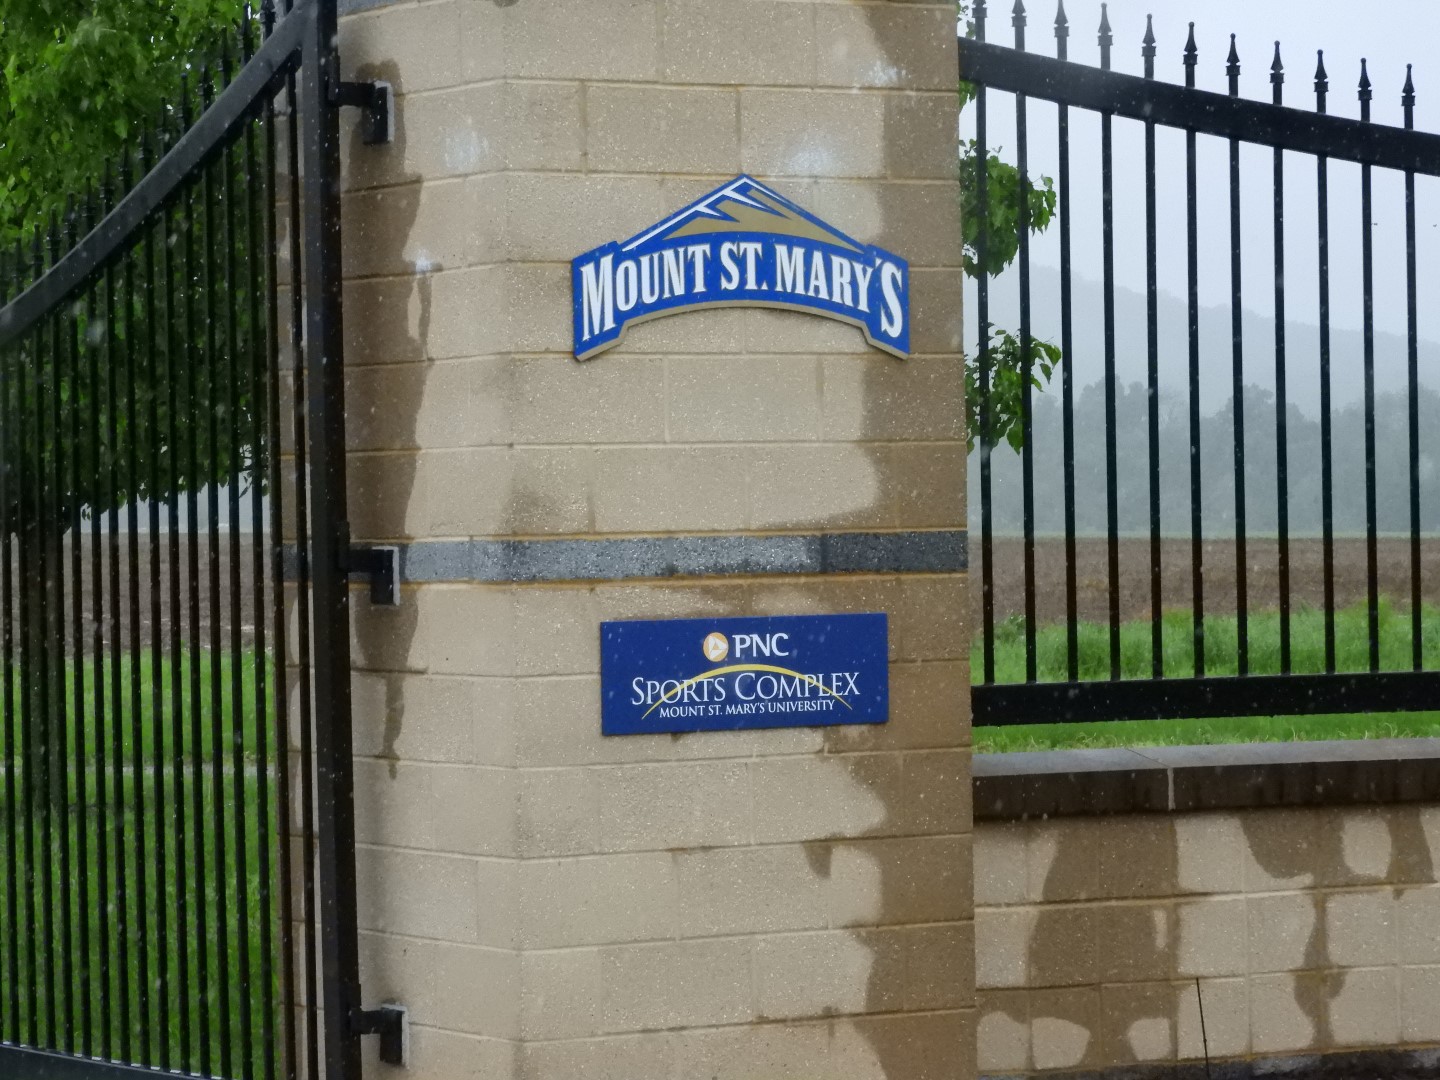 MOUNT ST. MARY'S
PNC
SPORTS COMPLEX
MOUNT ST. MARY'S UNIVERSITY